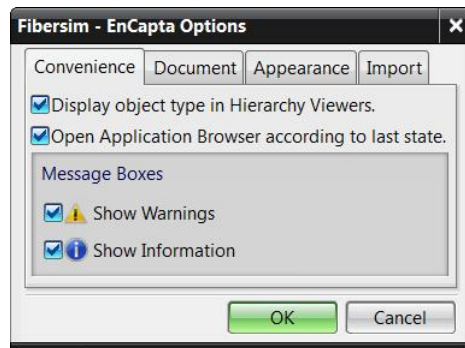 Fibersim - EnCapta Options
Convenience Document Appearance Import
Display object type in Hierarchy Viewers.
Open Application Browser according to last state.
Message Boxes
Show Warnings
Show Information
OK Cancel